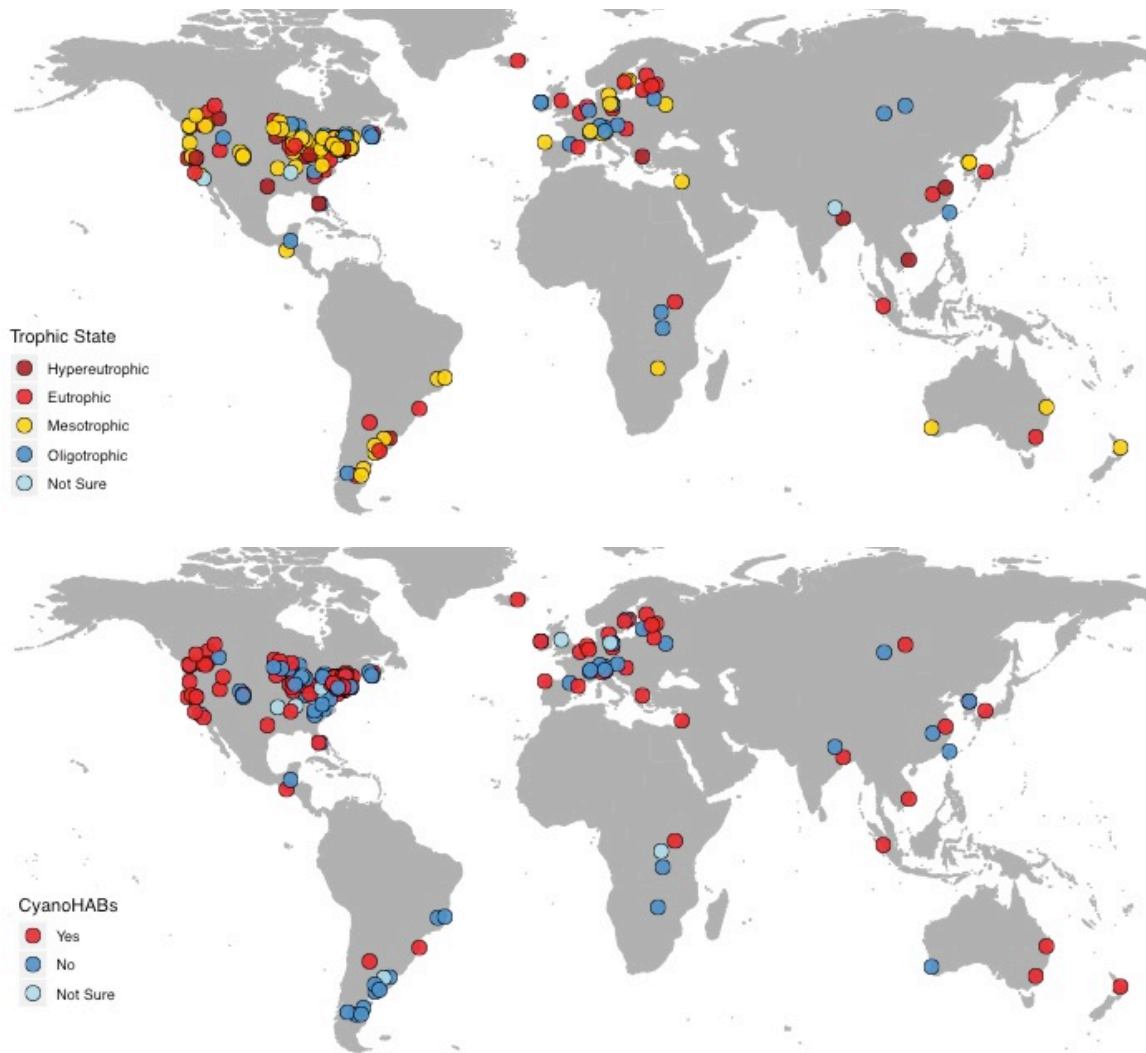 Trophic State
Hypereutrophic
Eutrophic
Mesotrophic
Oligotrophic
Not Sure
CyanoHABs
Yes
No
Not Sure